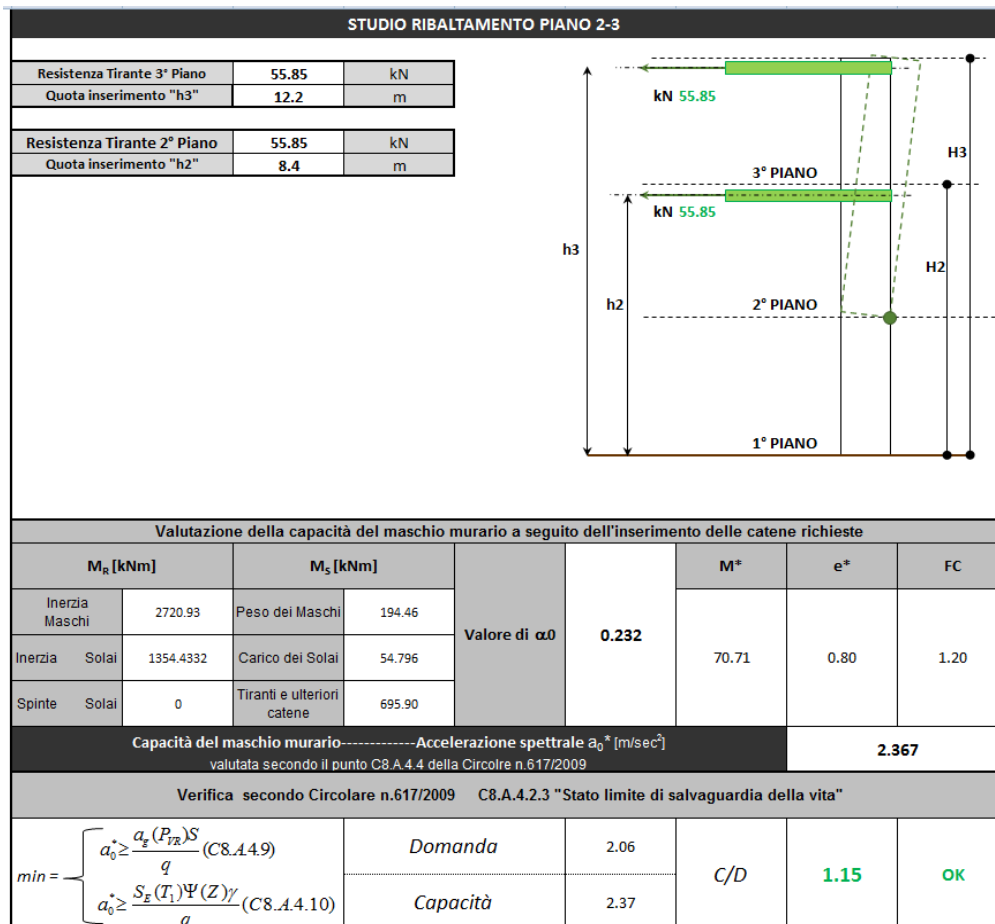 STUDIO RIBALTAMENTO PIANO 2-3
Resistenza Tirante 3° Piano 55.85 kN
Quota inserimento "h3" 12.2 m
Resistenza Tirante 2° Piano 55.85 kN
Quota inserimento "h2" 8.4 m
kN 55.85
H3
3° PIANO
kN 55.85
h3
H2
h2
2° PIANO
1° PIANO
Valutazione della capacità del maschio murario a seguito dell'inserimento delle catene richieste
M_R [kNm] M_S [kNm] Valore di α0 0.232 M* e* FC
Inerzia Maschi 2720.93 Peso dei Maschi 194.46
Inerzia Solai 1354.4332 Carico dei Solai 54.796 70.71 0.80 1.20
Spinte Solai 0 Tiranti e ulteriori catene 695.90
Capacità del maschio murario-------------Accelerazione spettrale a₀* [m/sec²] 2.367
valutata secondo il punto C8.A.4.4 della Circolre n.617/2009
Verifica secondo Circolare n.617/2009 C8.A.4.2.3 "Stato limite di salvaguardia della vita"
min = a₀* ≥ a_g(P_VR)S / q (C8.A.4.9) Domanda 2.06
a₀* ≥ S_E(T₁)Ψ(Z)γ / q (C8.A.4.10) Capacità 2.37
C/D 1.15 OK